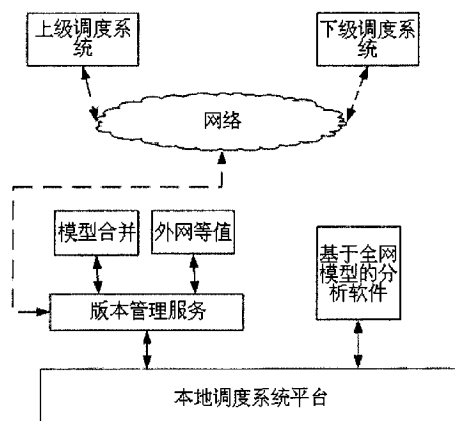 上级调度系
统
下级调度系
统
网络
模型合并
外网等值
基于全网
模型的分
析软件
版本管理服务
本地调度系统平台